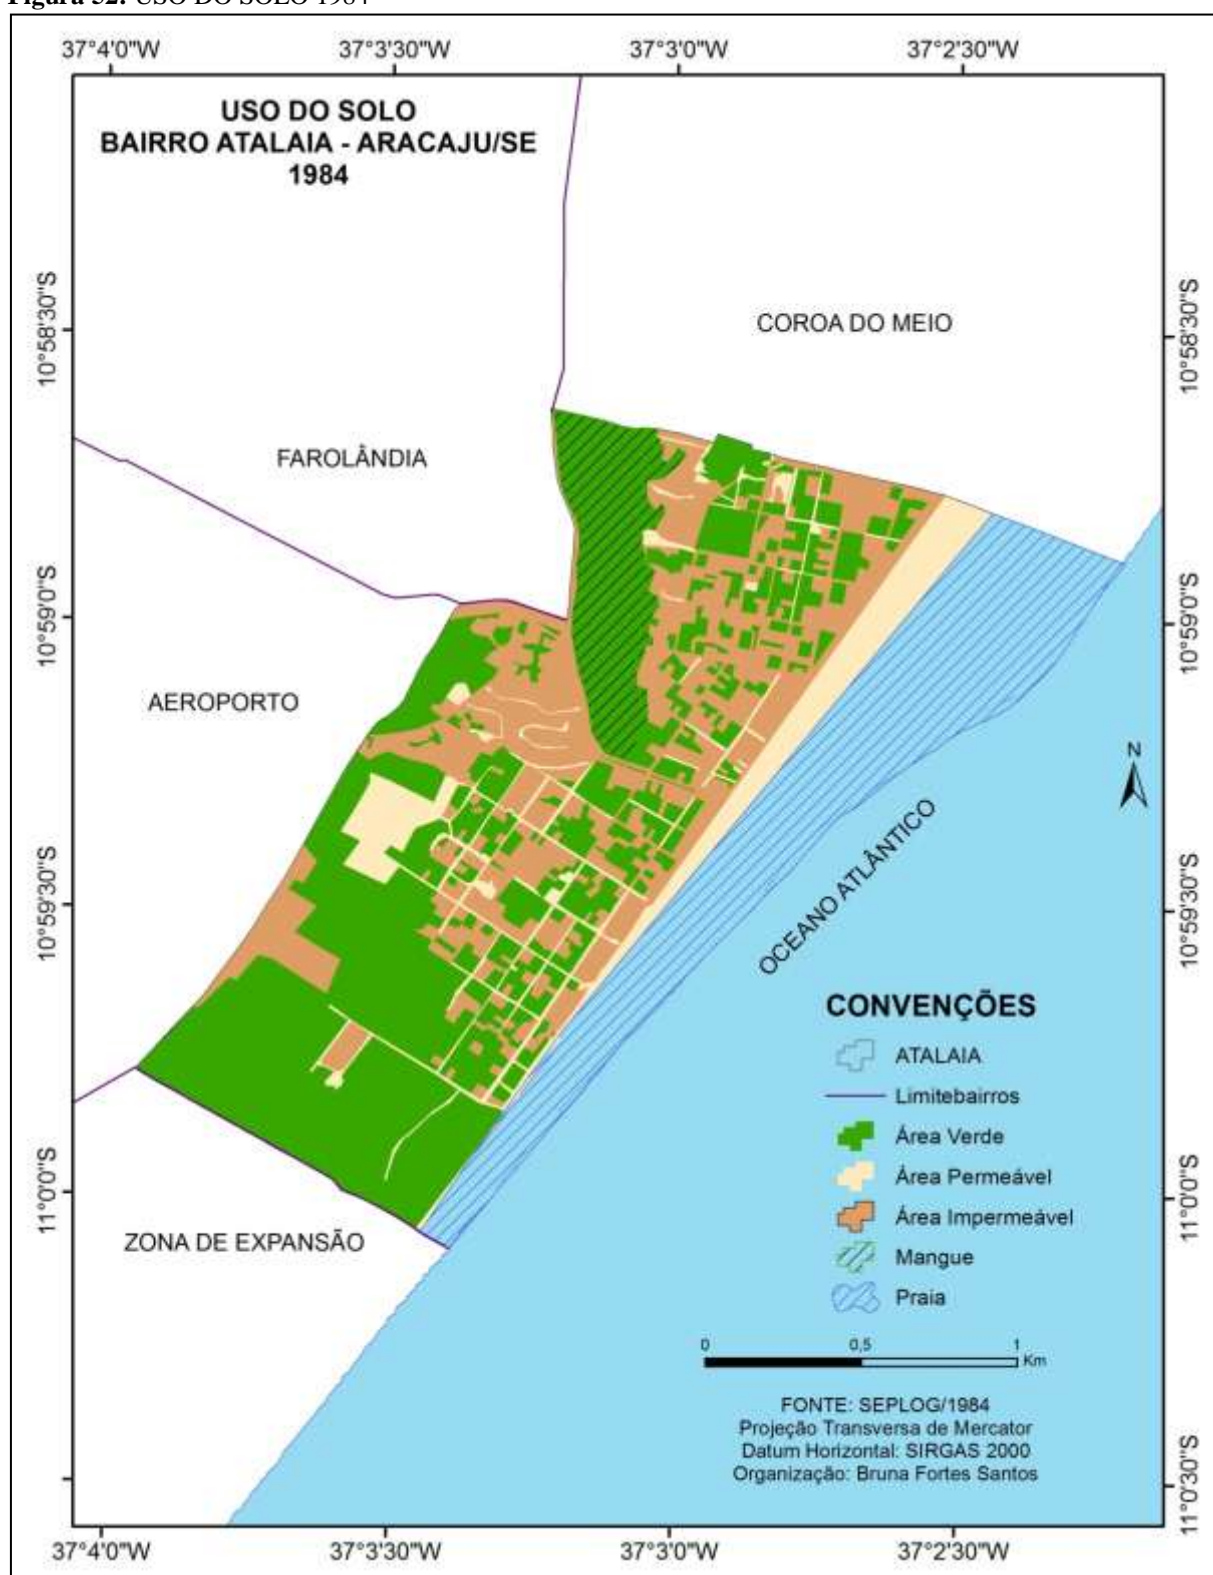 Figura 32: USO DO SOLO 1984
37°4'0"W 37°3'30"W 37°3'0"W 37°2'30"W
USO DO SOLO
BAIRRO ATALAIA - ARACAJU/SE
1984
10°58'30"S
10°58'30"S
COROA DO MEIO
FAROLÂNDIA
10°59'0"S
10°59'0"S
AEROPORTO
N
OCEANO ATLÂNTICO
10°59'30"S
10°59'30"S
CONVENÇÕES
ATALAIA
Limitebairros
Área Verde
Área Permeável
Área Impermeável
Mangue
Praia
11°0'0"S
11°0'0"S
ZONA DE EXPANSÃO
0 0,5 1
Km
FONTE: SEPLOG/1984
Projeção Transversa de Mercator
Datum Horizontal: SIRGAS 2000
Organização: Bruna Fortes Santos
11°0'30"S
37°4'0"W 37°3'30"W 37°3'0"W 37°2'30"W